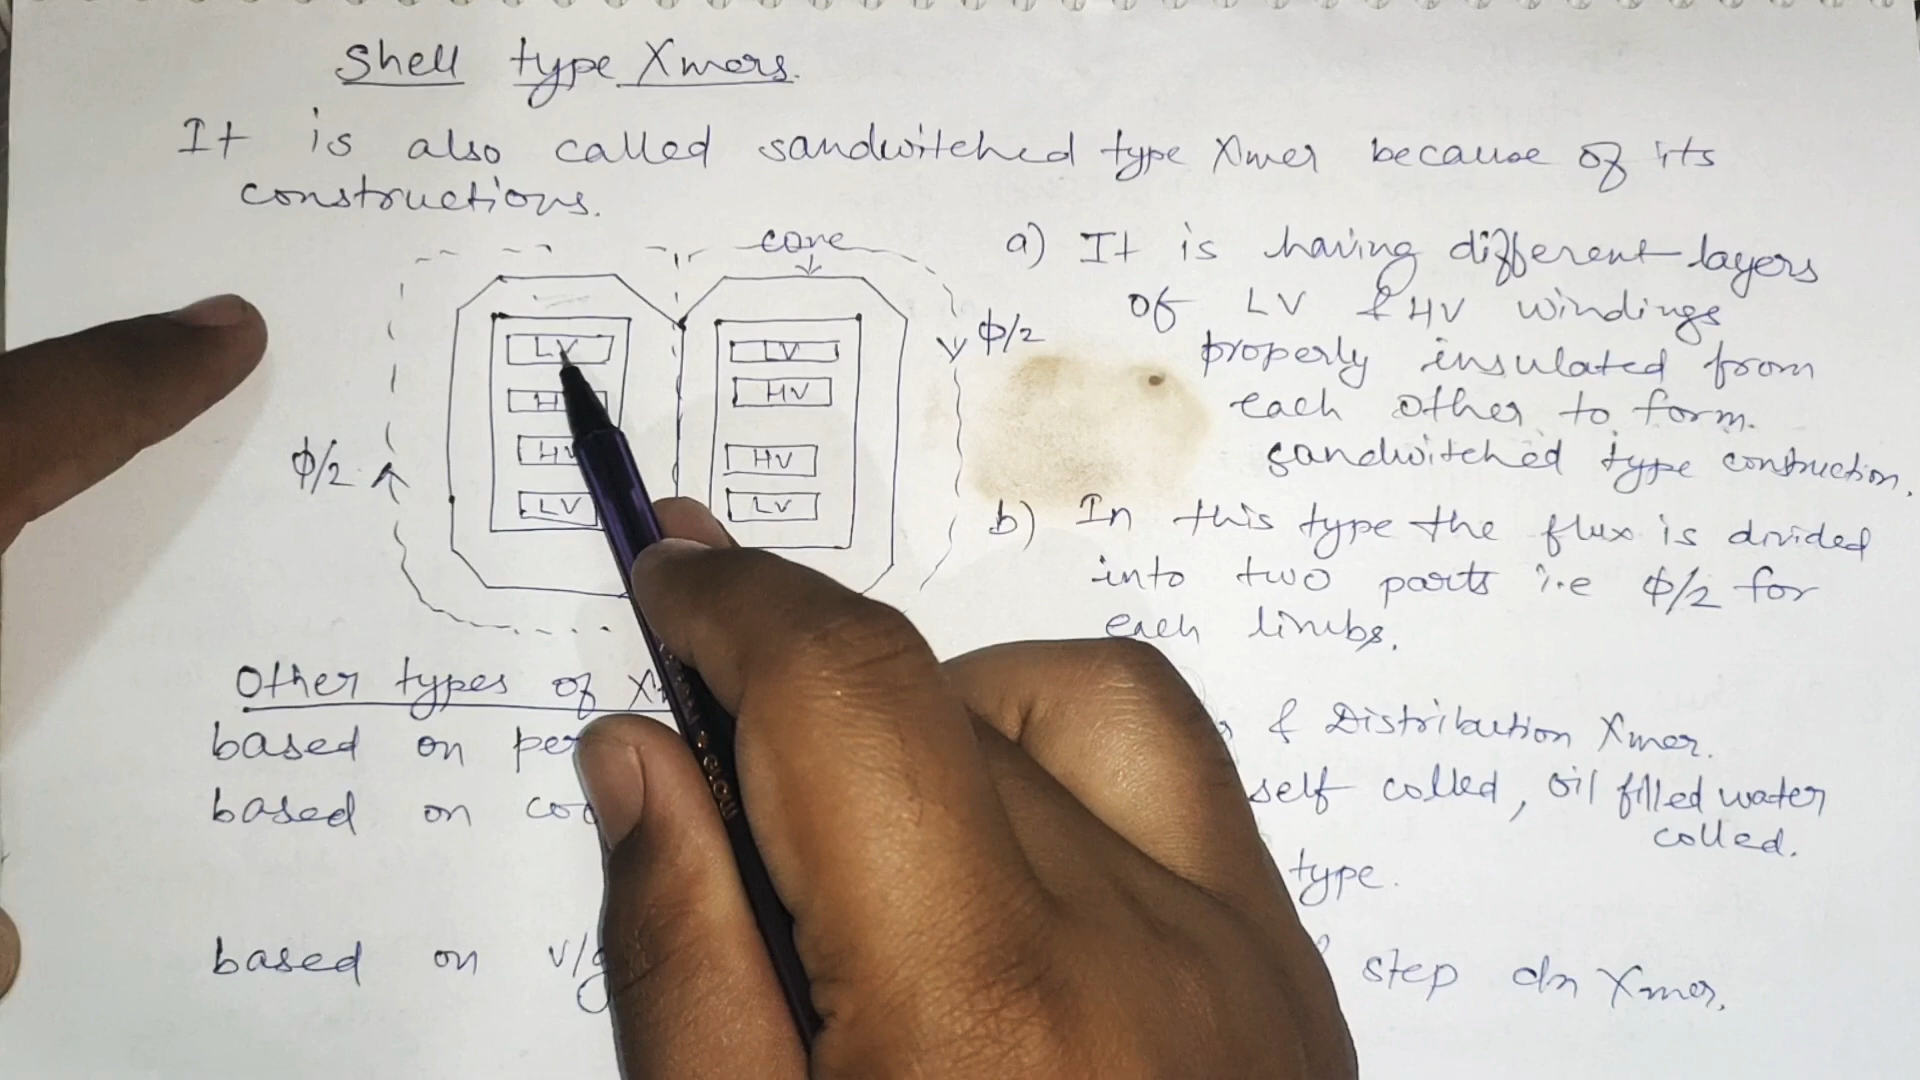 Shell type Xmers.
It is also called sandwitched type Xmer because of its
constructions.
core
ϕ/2
ϕ/2
LV
LV
HV
HV
LV
HV
LV
a) It is having different layers
of LV & HV windings
properly insulated from
each other to form.
sandwitched type construction.
b) In this type the flux is divided
into two parts i.e ϕ/2 for
each limbs.
Other types of
based on
& Distribution Xmer.
based on
self colled, oil filled water
colled.
type.
based on
step dn Xmer.